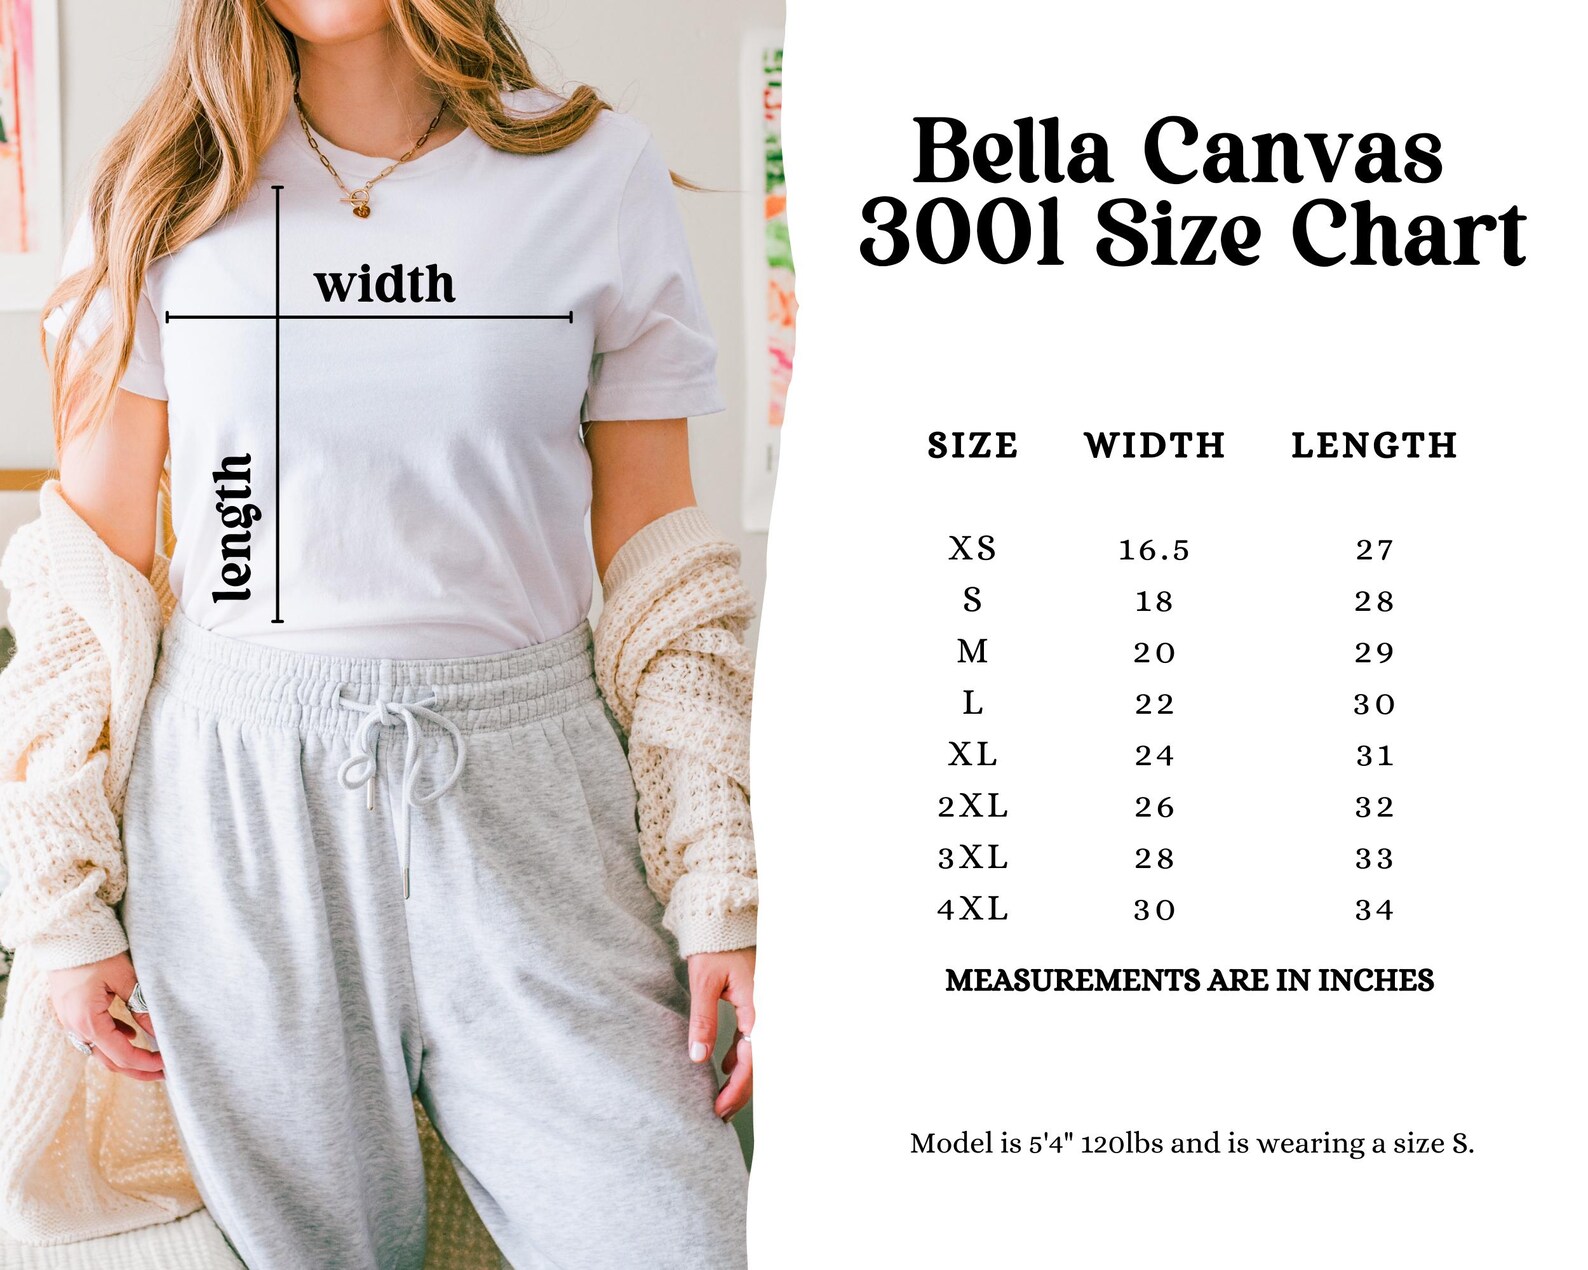 width
length
Bella Canvas
3001 Size Chart
SIZE WIDTH LENGTH
XS 16.5 27
S 18 28
M 20 29
L 22 30
XL 24 31
2XL 26 32
3XL 28 33
4XL 30 34
MEASUREMENTS ARE IN INCHES
Model is 5'4" 120lbs and is wearing a size S.